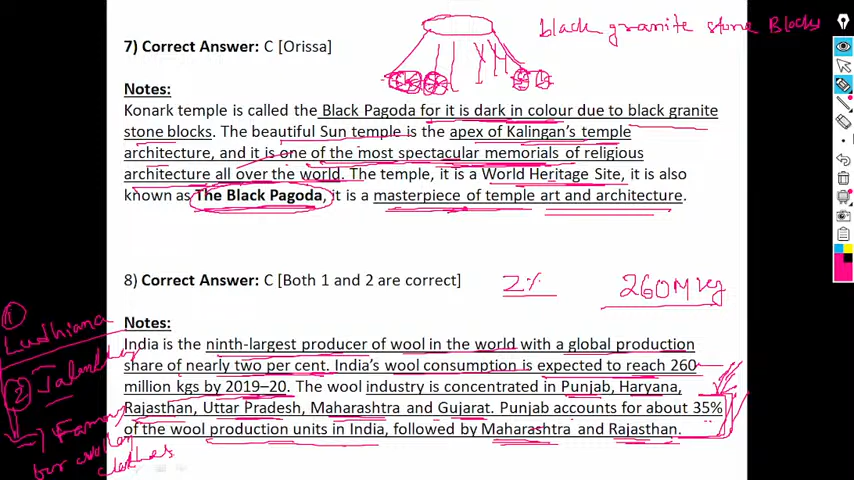 black granite stone Blocks
7) Correct Answer: C [Orissa]
Notes:
Konark temple is called the Black Pagoda for it is dark in colour due to black granite
stone blocks. The beautiful Sun temple is the apex of Kalingan's temple
architecture, and it is one of the most spectacular memorials of religious
architecture all over the world. The temple, it is a World Heritage Site, it is also
known as The Black Pagoda, it is a masterpiece of temple art and architecture.
8) Correct Answer: C [Both 1 and 2 are correct]
2%
260M kg
Notes:
India is the ninth-largest producer of wool in the world with a global production
share of nearly two per cent. India's wool consumption is expected to reach 260
million kgs by 2019–20. The wool industry is concentrated in Punjab, Haryana,
Rajasthan, Uttar Pradesh, Maharashtra and Gujarat. Punjab accounts for about 35%
of the wool production units in India, followed by Maharashtra and Rajasthan.
1
Ludhiana
2 Jalandhar
Famous
for woollen
clothes